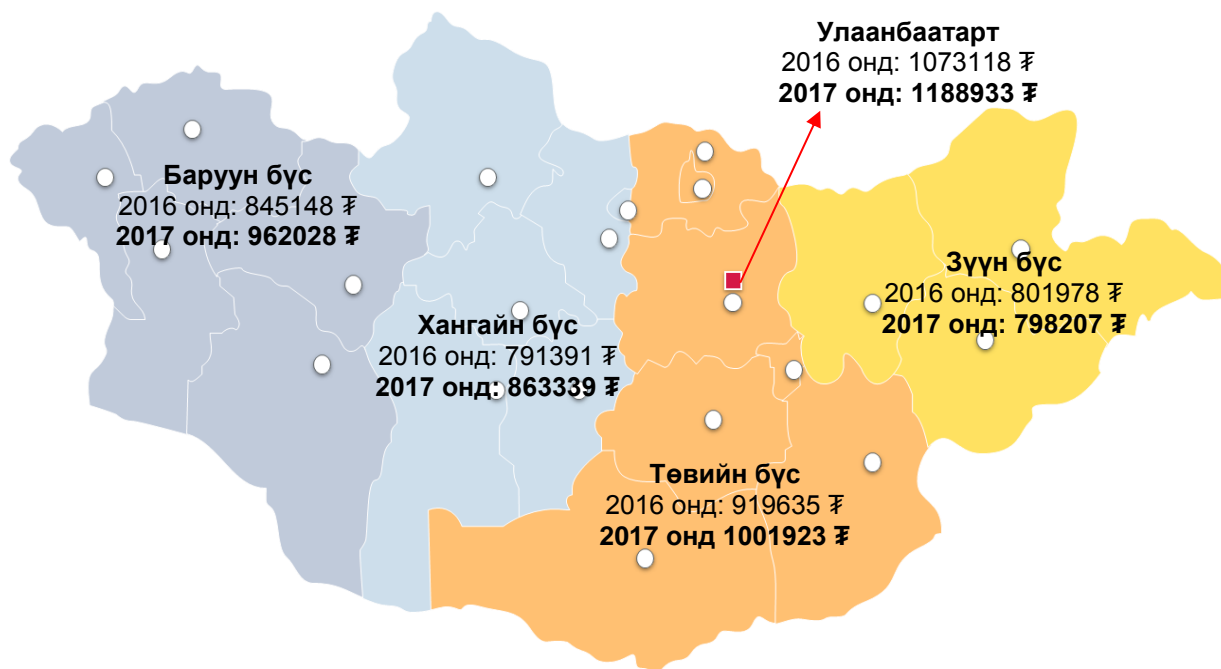 Улаанбаатарт
2016 онд: 1073118 ₮
2017 онд: 1188933 ₮
Баруун бүс
2016 онд: 845148 ₮
2017 онд: 962028 ₮
Зүүн бүс
2016 онд: 801978 ₮
2017 онд: 798207 ₮
Хангайн бүс
2016 онд: 791391 ₮
2017 онд: 863339 ₮
Төвийн бүс
2016 онд: 919635 ₮
2017 онд 1001923 ₮